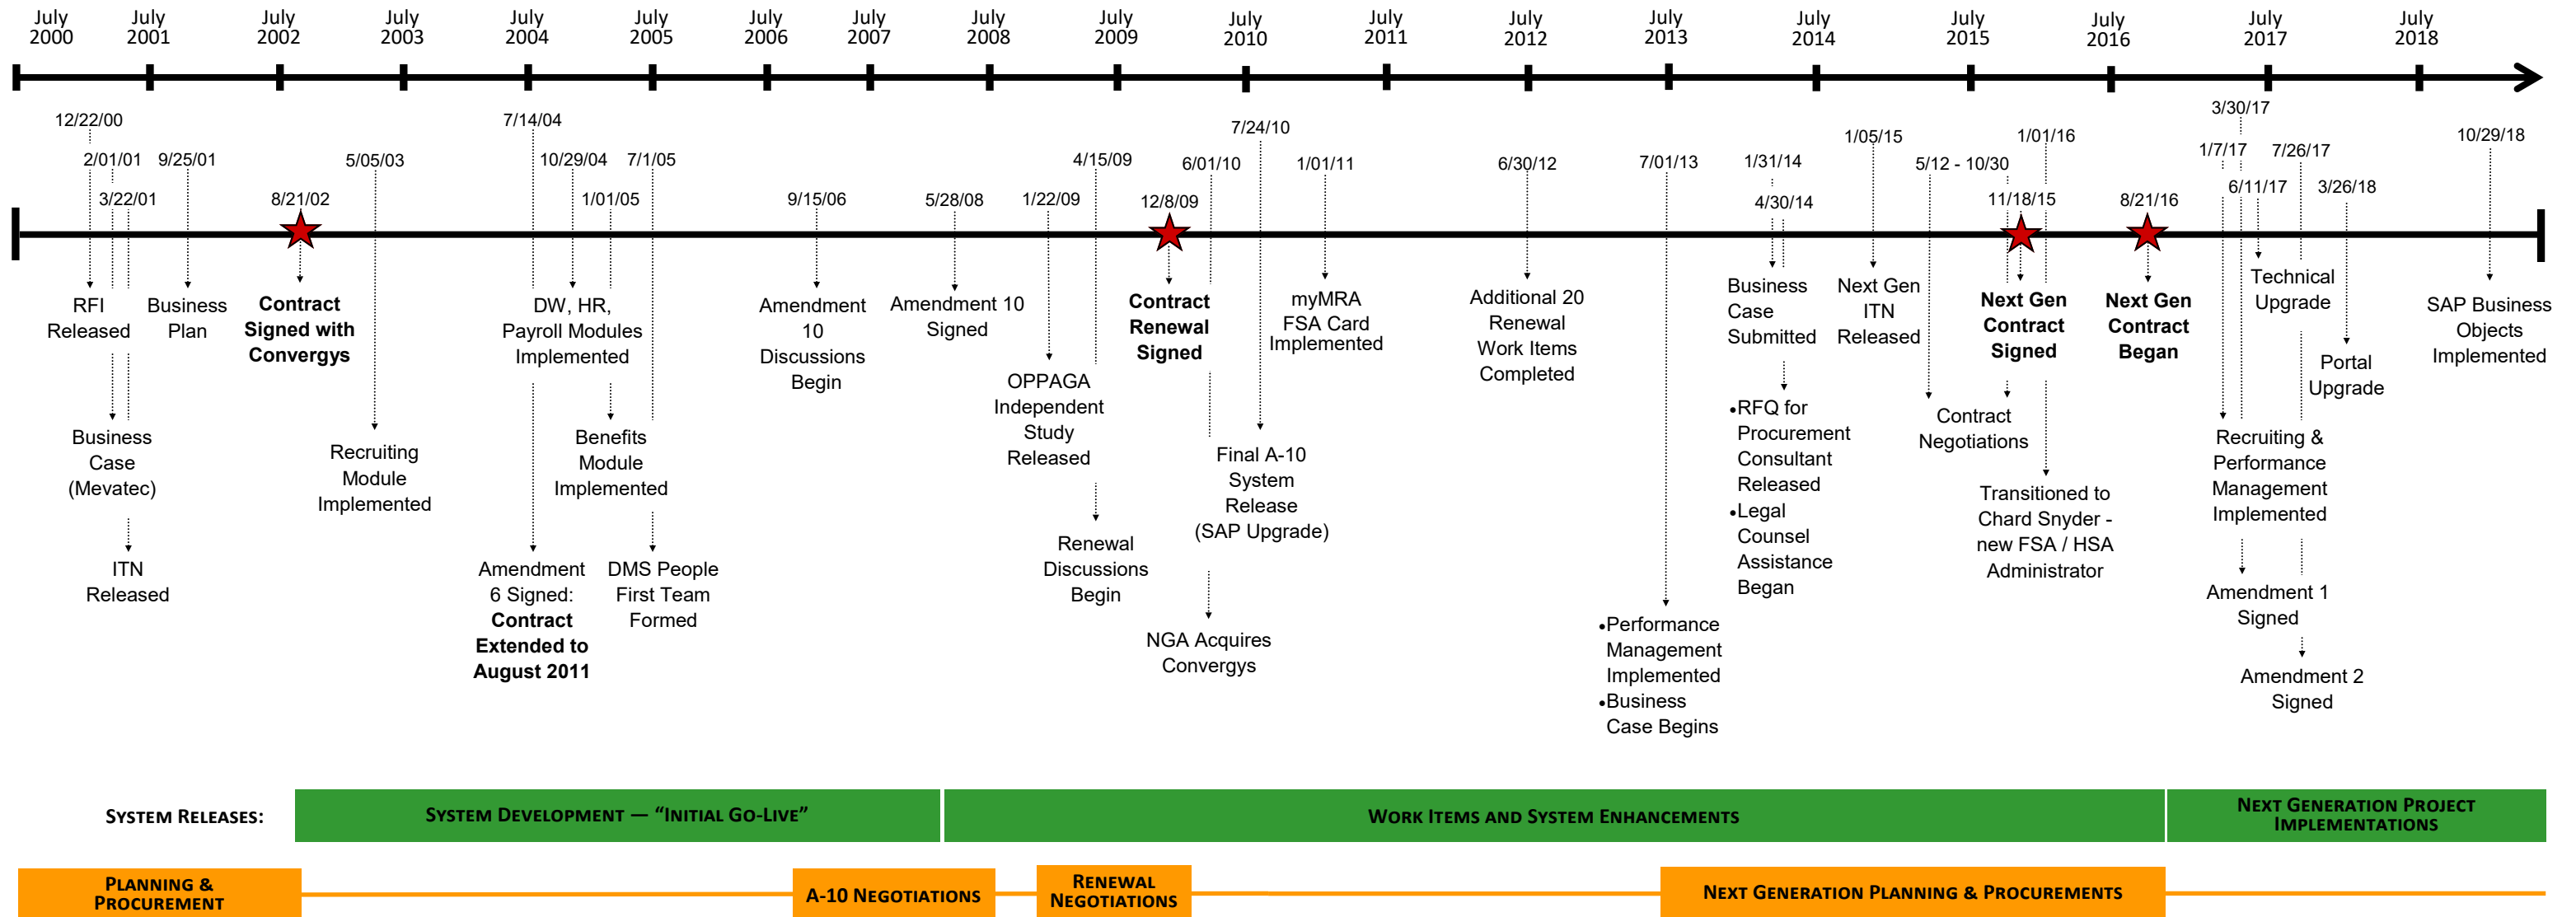 July
2000
July
2001
July
2002
July
2003
July
2004
July
2005
July
2006
July
2007
July
2008
July
2009
July
2010
July
2011
July
2012
July
2013
July
2014
July
2015
July
2016
July
2017
July
2018
12/22/00
2/01/01
3/22/01
9/25/01
8/21/02
5/05/03
7/14/04
10/29/04
1/01/05
7/1/05
9/15/06
5/28/08
1/22/09
4/15/09
12/8/09
6/01/10
7/24/10
1/01/11
6/30/12
7/01/13
1/31/14
4/30/14
1/05/15
5/12 - 10/30
11/18/15
1/01/16
8/21/16
1/7/17
3/30/17
6/11/17
7/26/17
3/26/18
10/29/18
RFI
Released
Business
Case
(Mevatec)
ITN
Released
Business
Plan
Contract
Signed with
Convergys
Recruiting
Module
Implemented
Amendment
6 Signed:
Contract
Extended to
August 2011
DW, HR,
Payroll Modules
Implemented
Benefits
Module
Implemented
DMS People
First Team
Formed
Amendment
10
Discussions
Begin
Amendment 10
Signed
OPPAGA
Independent
Study
Released
Renewal
Discussions
Begin
Contract
Renewal
Signed
NGA Acquires
Convergys
Final A-10
System
Release
(SAP Upgrade)
myMRA
FSA Card
Implemented
Additional 20
Renewal
Work Items
Completed
•Performance
Management
Implemented
•Business
Case Begins
Business
Case
Submitted
•RFQ for
Procurement
Consultant
Released
•Legal
Counsel
Assistance
Began
Next Gen
ITN
Released
Contract
Negotiations
Next Gen
Contract
Signed
Transitioned to
Chard Snyder -
new FSA / HSA
Administrator
Next Gen
Contract
Began
Recruiting &
Performance
Management
Implemented
Amendment 1
Signed
Technical
Upgrade
Amendment 2
Signed
Portal
Upgrade
SAP Business
Objects
Implemented
SYSTEM RELEASES:
SYSTEM DEVELOPMENT — “INITIAL GO-LIVE”
WORK ITEMS AND SYSTEM ENHANCEMENTS
NEXT GENERATION PROJECT
IMPLEMENTATIONS
PLANNING &
PROCUREMENT
A-10 NEGOTIATIONS
RENEWAL
NEGOTIATIONS
NEXT GENERATION PLANNING & PROCUREMENTS